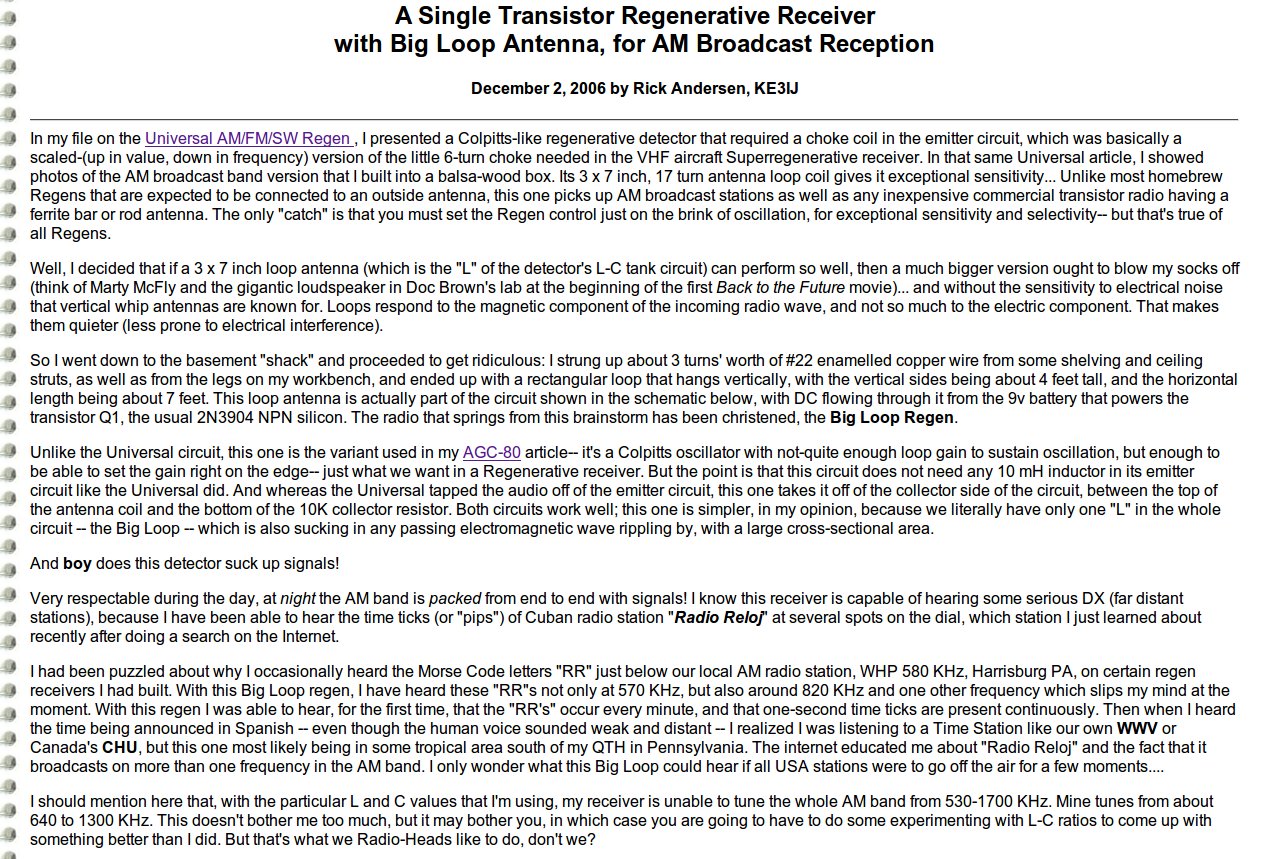 A Single Transistor Regenerative Receiver
with Big Loop Antenna, for AM Broadcast Reception
December 2, 2006 by Rick Andersen, KE3IJ
In my file on the Universal AM/FM/SW Regen , I presented a Colpitts-like regenerative detector that required a choke coil in the emitter circuit, which was basically a
scaled-(up in value, down in frequency) version of the little 6-turn choke needed in the VHF aircraft Superregenerative receiver. In that same Universal article, I showed
photos of the AM broadcast band version that I built into a balsa-wood box. Its 3 x 7 inch, 17 turn antenna loop coil gives it exceptional sensitivity... Unlike most homebrew
Regens that are expected to be connected to an outside antenna, this one picks up AM broadcast stations as well as any inexpensive commercial transistor radio having a
ferrite bar or rod antenna. The only "catch" is that you must set the Regen control just on the brink of oscillation, for exceptional sensitivity and selectivity-- but that's true of
all Regens.
Well, I decided that if a 3 x 7 inch loop antenna (which is the "L" of the detector's L-C tank circuit) can perform so well, then a much bigger version ought to blow my socks off
(think of Marty McFly and the gigantic loudspeaker in Doc Brown's lab at the beginning of the first Back to the Future movie)... and without the sensitivity to electrical noise
that vertical whip antennas are known for. Loops respond to the magnetic component of the incoming radio wave, and not so much to the electric component. That makes
them quieter (less prone to electrical interference).
So I went down to the basement "shack" and proceeded to get ridiculous: I strung up about 3 turns' worth of #22 enamelled copper wire from some shelving and ceiling
struts, as well as from the legs on my workbench, and ended up with a rectangular loop that hangs vertically, with the vertical sides being about 4 feet tall, and the horizontal
length being about 7 feet. This loop antenna is actually part of the circuit shown in the schematic below, with DC flowing through it from the 9v battery that powers the
transistor Q1, the usual 2N3904 NPN silicon. The radio that springs from this brainstorm has been christened, the Big Loop Regen.
Unlike the Universal circuit, this one is the variant used in my AGC-80 article-- it's a Colpitts oscillator with not-quite enough loop gain to sustain oscillation, but enough to
be able to set the gain right on the edge-- just what we want in a Regenerative receiver. But the point is that this circuit does not need any 10 mH inductor in its emitter
circuit like the Universal did. And whereas the Universal tapped the audio off of the emitter circuit, this one takes it off of the collector side of the circuit, between the top of
the antenna coil and the bottom of the 10K collector resistor. Both circuits work well; this one is simpler, in my opinion, because we literally have only one "L" in the whole
circuit -- the Big Loop -- which is also sucking in any passing electromagnetic wave rippling by, with a large cross-sectional area.
And boy does this detector suck up signals!
Very respectable during the day, at night the AM band is packed from end to end with signals! I know this receiver is capable of hearing some serious DX (far distant
stations), because I have been able to hear the time ticks (or "pips") of Cuban radio station "Radio Reloj" at several spots on the dial, which station I just learned about
recently after doing a search on the Internet.
I had been puzzled about why I occasionally heard the Morse Code letters "RR" just below our local AM radio station, WHP 580 KHz, Harrisburg PA, on certain regen
receivers I had built. With this Big Loop regen, I have heard these "RR"s not only at 570 KHz, but also around 820 KHz and one other frequency which slips my mind at the
moment. With this regen I was able to hear, for the first time, that the "RR's" occur every minute, and that one-second time ticks are present continuously. Then when I heard
the time being announced in Spanish -- even though the human voice sounded weak and distant -- I realized I was listening to a Time Station like our own WWV or
Canada's CHU, but this one most likely being in some tropical area south of my QTH in Pennsylvania. The internet educated me about "Radio Reloj" and the fact that it
broadcasts on more than one frequency in the AM band. I only wonder what this Big Loop could hear if all USA stations were to go off the air for a few moments....
I should mention here that, with the particular L and C values that I'm using, my receiver is unable to tune the whole AM band from 530-1700 KHz. Mine tunes from about
640 to 1300 KHz. This doesn't bother me too much, but it may bother you, in which case you are going to have to do some experimenting with L-C ratios to come up with
something better than I did. But that's what we Radio-Heads like to do, don't we?